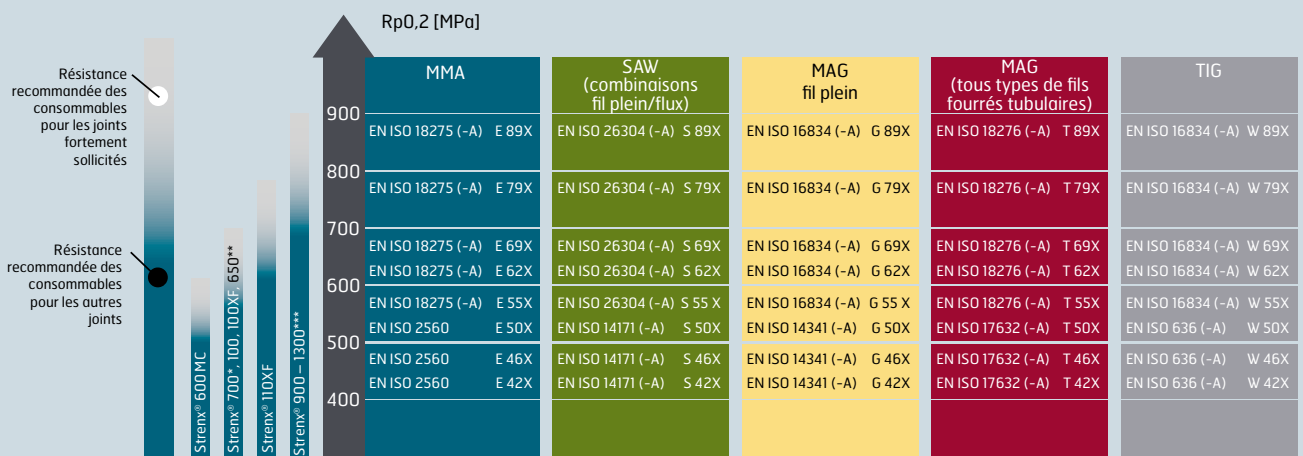 Rp0,2 [MPa]
Résistance
recommandée des
consommables
pour les joints
fortement
sollicités
Résistance
recommandée des
consommables
pour les autres
joints
Strenx® 600 MC
Strenx® 700*, 100, 100XF, 650**
Strenx® 110XF
Strenx® 900 – 1300***
900
800
700
600
500
400
MMA
EN ISO 18275 (-A) E 89X
EN ISO 18275 (-A) E 79X
EN ISO 18275 (-A) E 69X
EN ISO 18275 (-A) E 62X
EN ISO 18275 (-A) E 55X
EN ISO 2560 E 50X
EN ISO 2560 E 46X
EN ISO 2560 E 42X
SAW
(combinaisons
fil plein/flux)
EN ISO 26304 (-A) S 89X
EN ISO 26304 (-A) S 79X
EN ISO 26304 (-A) S 69X
EN ISO 26304 (-A) S 62X
EN ISO 26304 (-A) S 55 X
EN ISO 14171 (-A) S 50X
EN ISO 14171 (-A) S 46X
EN ISO 14171 (-A) S 42X
MAG
fil plein
EN ISO 16834 (-A) G 89X
EN ISO 16834 (-A) G 79X
EN ISO 16834 (-A) G 69X
EN ISO 16834 (-A) G 62X
EN ISO 16834 (-A) G 55 X
EN ISO 14341 (-A) G 50X
EN ISO 14341 (-A) G 46X
EN ISO 14341 (-A) G 42X
MAG
(tous types de fils
fourrés tubulaires)
EN ISO 18276 (-A) T 89X
EN ISO 18276 (-A) T 79X
EN ISO 18276 (-A) T 69X
EN ISO 18276 (-A) T 62X
EN ISO 18276 (-A) T 55X
EN ISO 17632 (-A) T 50X
EN ISO 17632 (-A) T 46X
EN ISO 17632 (-A) T 42X
TIG
EN ISO 16834 (-A) W 89X
EN ISO 16834 (-A) W 79X
EN ISO 16834 (-A) W 69X
EN ISO 16834 (-A) W 62X
EN ISO 16834 (-A) W 55X
EN ISO 636 (-A) W 50X
EN ISO 636 (-A) W 46X
EN ISO 636 (-A) W 42X